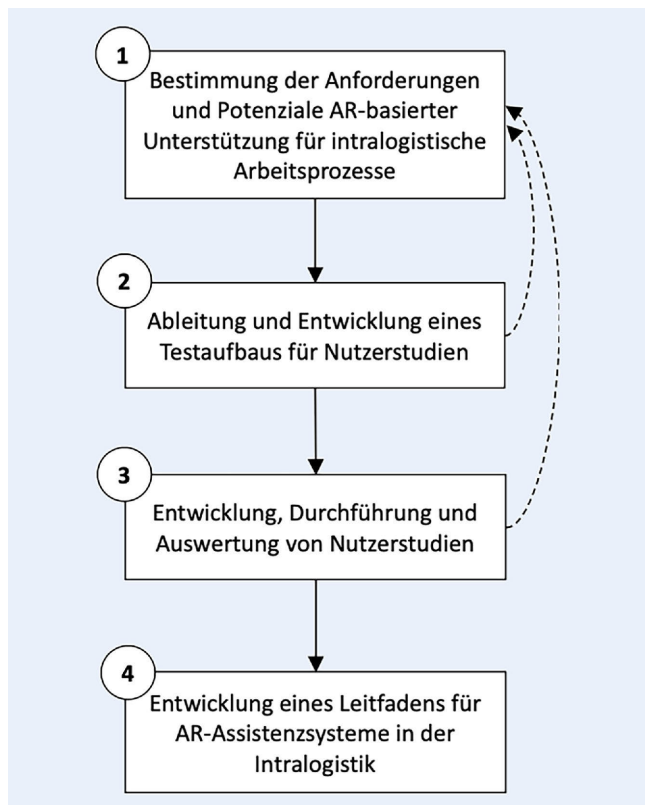 1
Bestimmung der Anforderungen
und Potenziale AR-basierter
Unterstützung für intralogistische
Arbeitsprozesse
2
Ableitung und Entwicklung eines
Testaufbaus für Nutzerstudien
3
Entwicklung, Durchführung und
Auswertung von Nutzerstudien
4
Entwicklung eines Leitfadens für
AR-Assistenzsysteme in der
Intralogistik